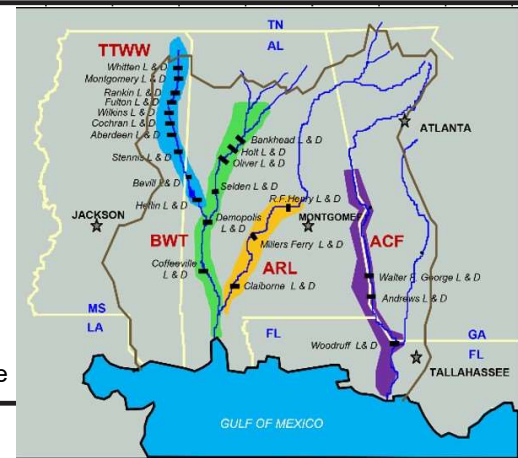 TN
AL
TTWW
Whitten L & D
Montgomery L & D
Rankin L & D
Fulton L & D
Wilkins L & D
Cochran L & D
Aberdeen L & D
Stennis L & D
Bevill L & D
Heflin L & D
Bankhead L & D
Holt L & D
Oliver L & D
Selden L & D
ATLANTA
JACKSON
Demopolis
L & D
R.F.Henry L & D
MONTGOMER
BWT
Millers Ferry L & D
ACF
Coffeeville
L & D
ARL
Claiborne L & D
Walter F. George L & D
Andrews L & D
MS
LA
FL
Woodruff L & D
GA
FL
TALLAHASSEE
e
GULF OF MEXICO